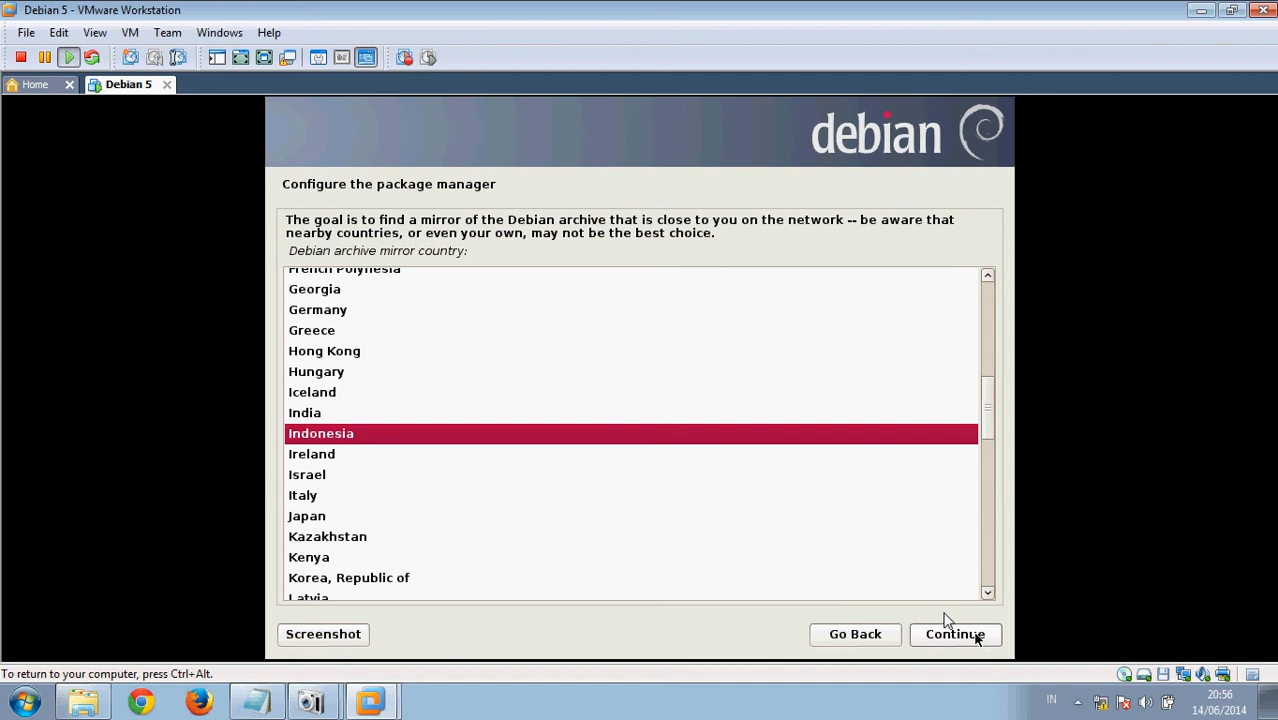 Debian 5 - VMware Workstation
File Edit View VM Team Windows Help
Home Debian 5
debian
Configure the package manager
The goal is to find a mirror of the Debian archive that is close to you on the network -- be aware that
nearby countries, or even your own, may not be the best choice.
Debian archive mirror country:
French Polynesia
Georgia
Germany
Greece
Hong Kong
Hungary
Iceland
India
Indonesia
Ireland
Israel
Italy
Japan
Kazakhstan
Kenya
Korea, Republic of
Latvia
Screenshot Go Back Continue
To return to your computer, press Ctrl+Alt.
IN 20:56
14/06/2014